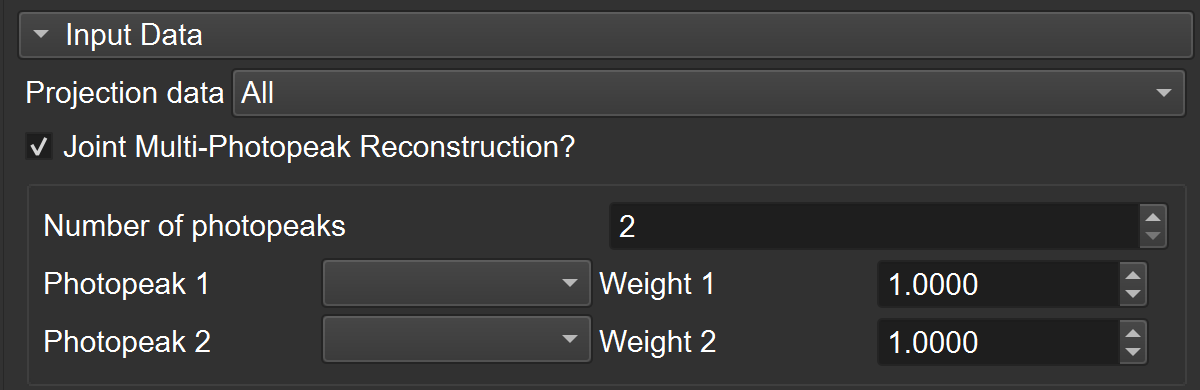 Input Data
Projection data All
Joint Multi-Photopeak Reconstruction?
Number of photopeaks 2
Photopeak 1 Weight 1 1.0000
Photopeak 2 Weight 2 1.0000